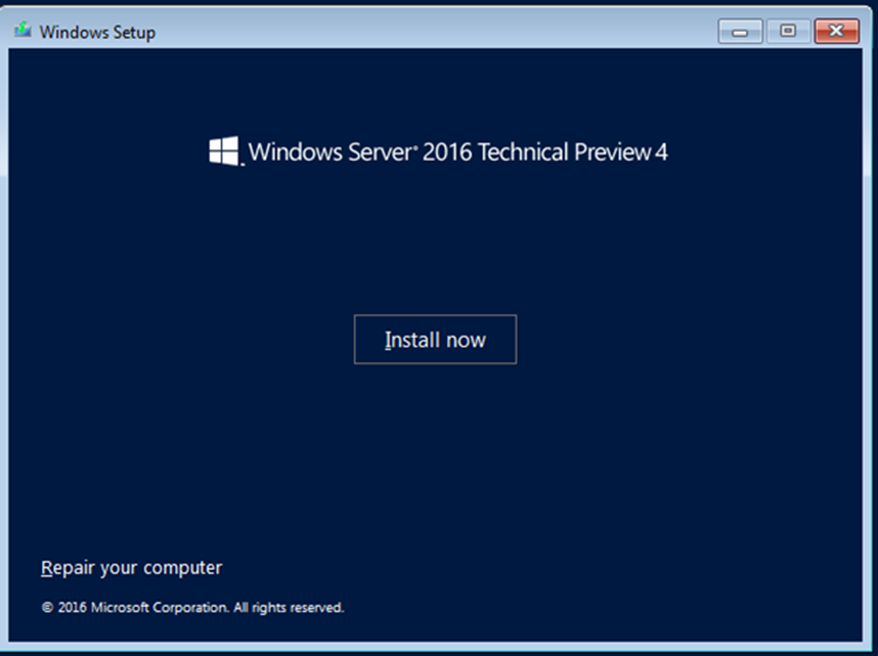 Windows Setup
Windows Server® 2016 Technical Preview 4
Install now
Repair your computer
© 2016 Microsoft Corporation. All rights reserved.